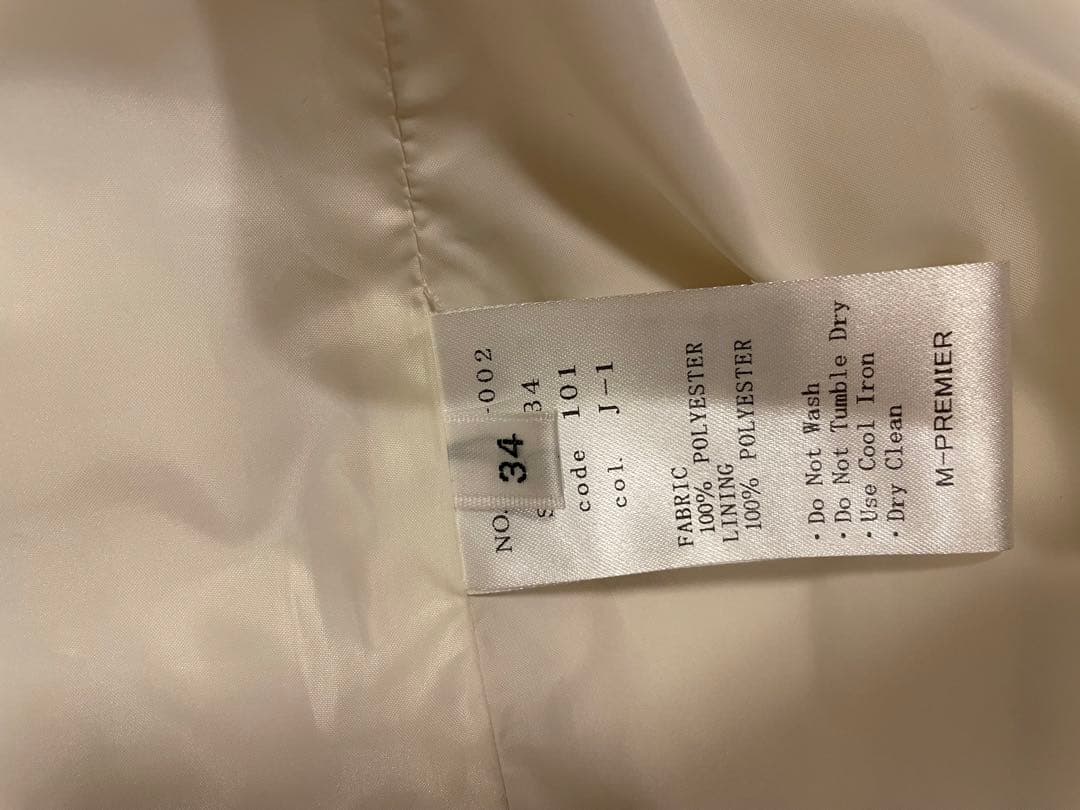 NO. -002
34
34
code 101
col. J-1
FABRIC
100% POLYESTER
LINING
100% POLYESTER
・Do Not Wash
・Do Not Tumble Dry
・Use Cool Iron
・Dry Clean
M-PREMIER